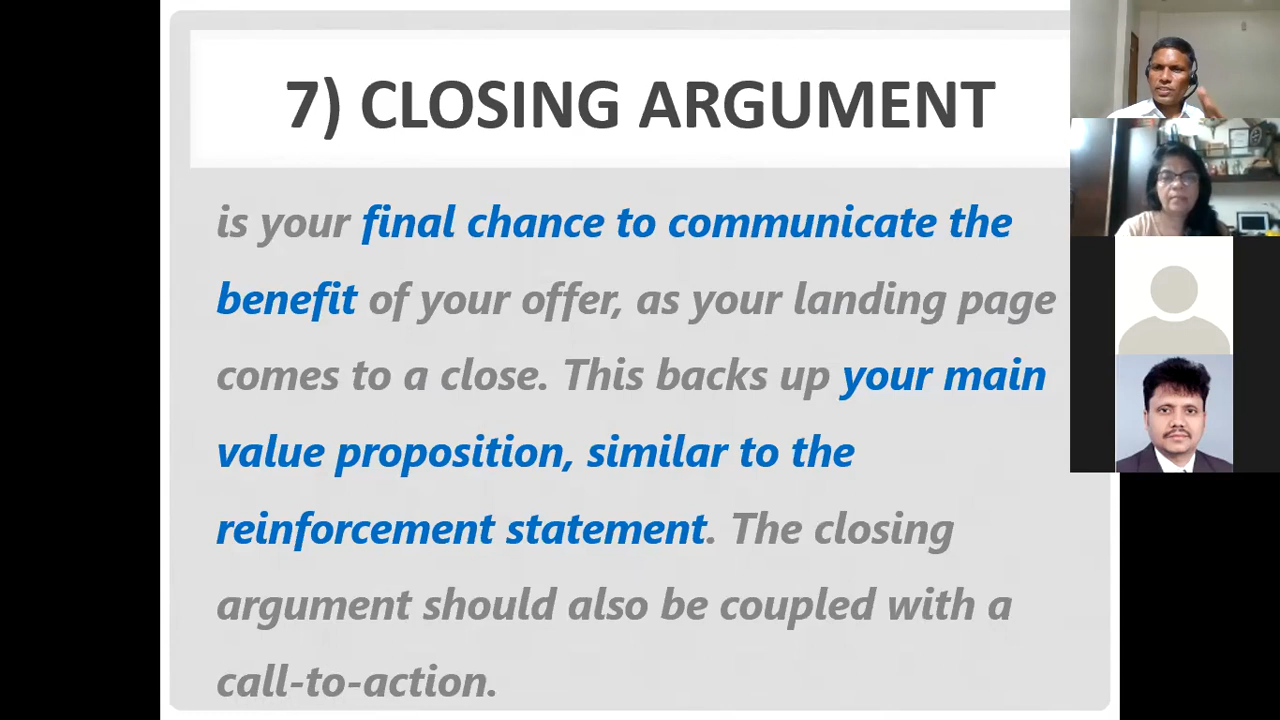 7) CLOSING ARGUMENT
is your final chance to communicate the
benefit of your offer, as your landing page
comes to a close. This backs up your main
value proposition, similar to the
reinforcement statement. The closing
argument should also be coupled with a
call-to-action.